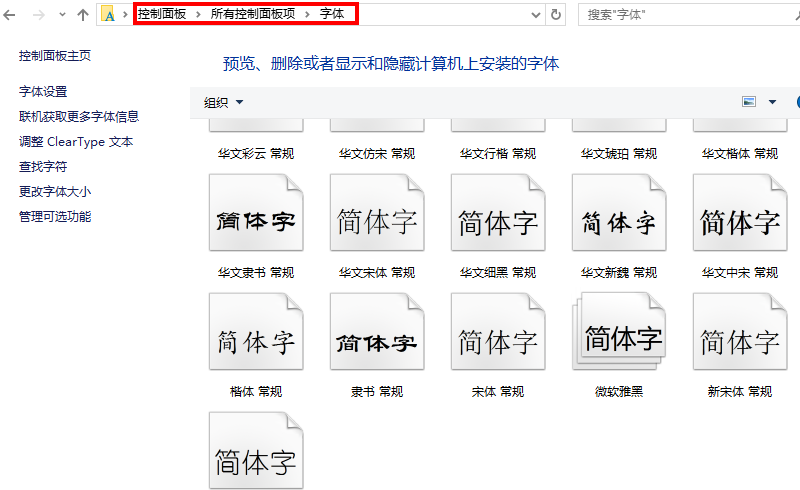 控制面板 › 所有控制面板项 › 字体
搜索"字体"
控制面板主页
字体设置
联机获取更多字体信息
调整 ClearType 文本
查找字符
更改字体大小
管理可选功能
预览、删除或者显示和隐藏计算机上安装的字体
组织
华文彩云 常规
华文仿宋 常规
华文行楷 常规
华文琥珀 常规
华文楷体 常规
简体字
简体字
简体字
简体字
简体字
华文隶书 常规
华文宋体 常规
华文细黑 常规
华文新魏 常规
华文中宋 常规
简体字
简体字
简体字
简体字
简体字
楷体 常规
隶书 常规
宋体 常规
微软雅黑
新宋体 常规
简体字